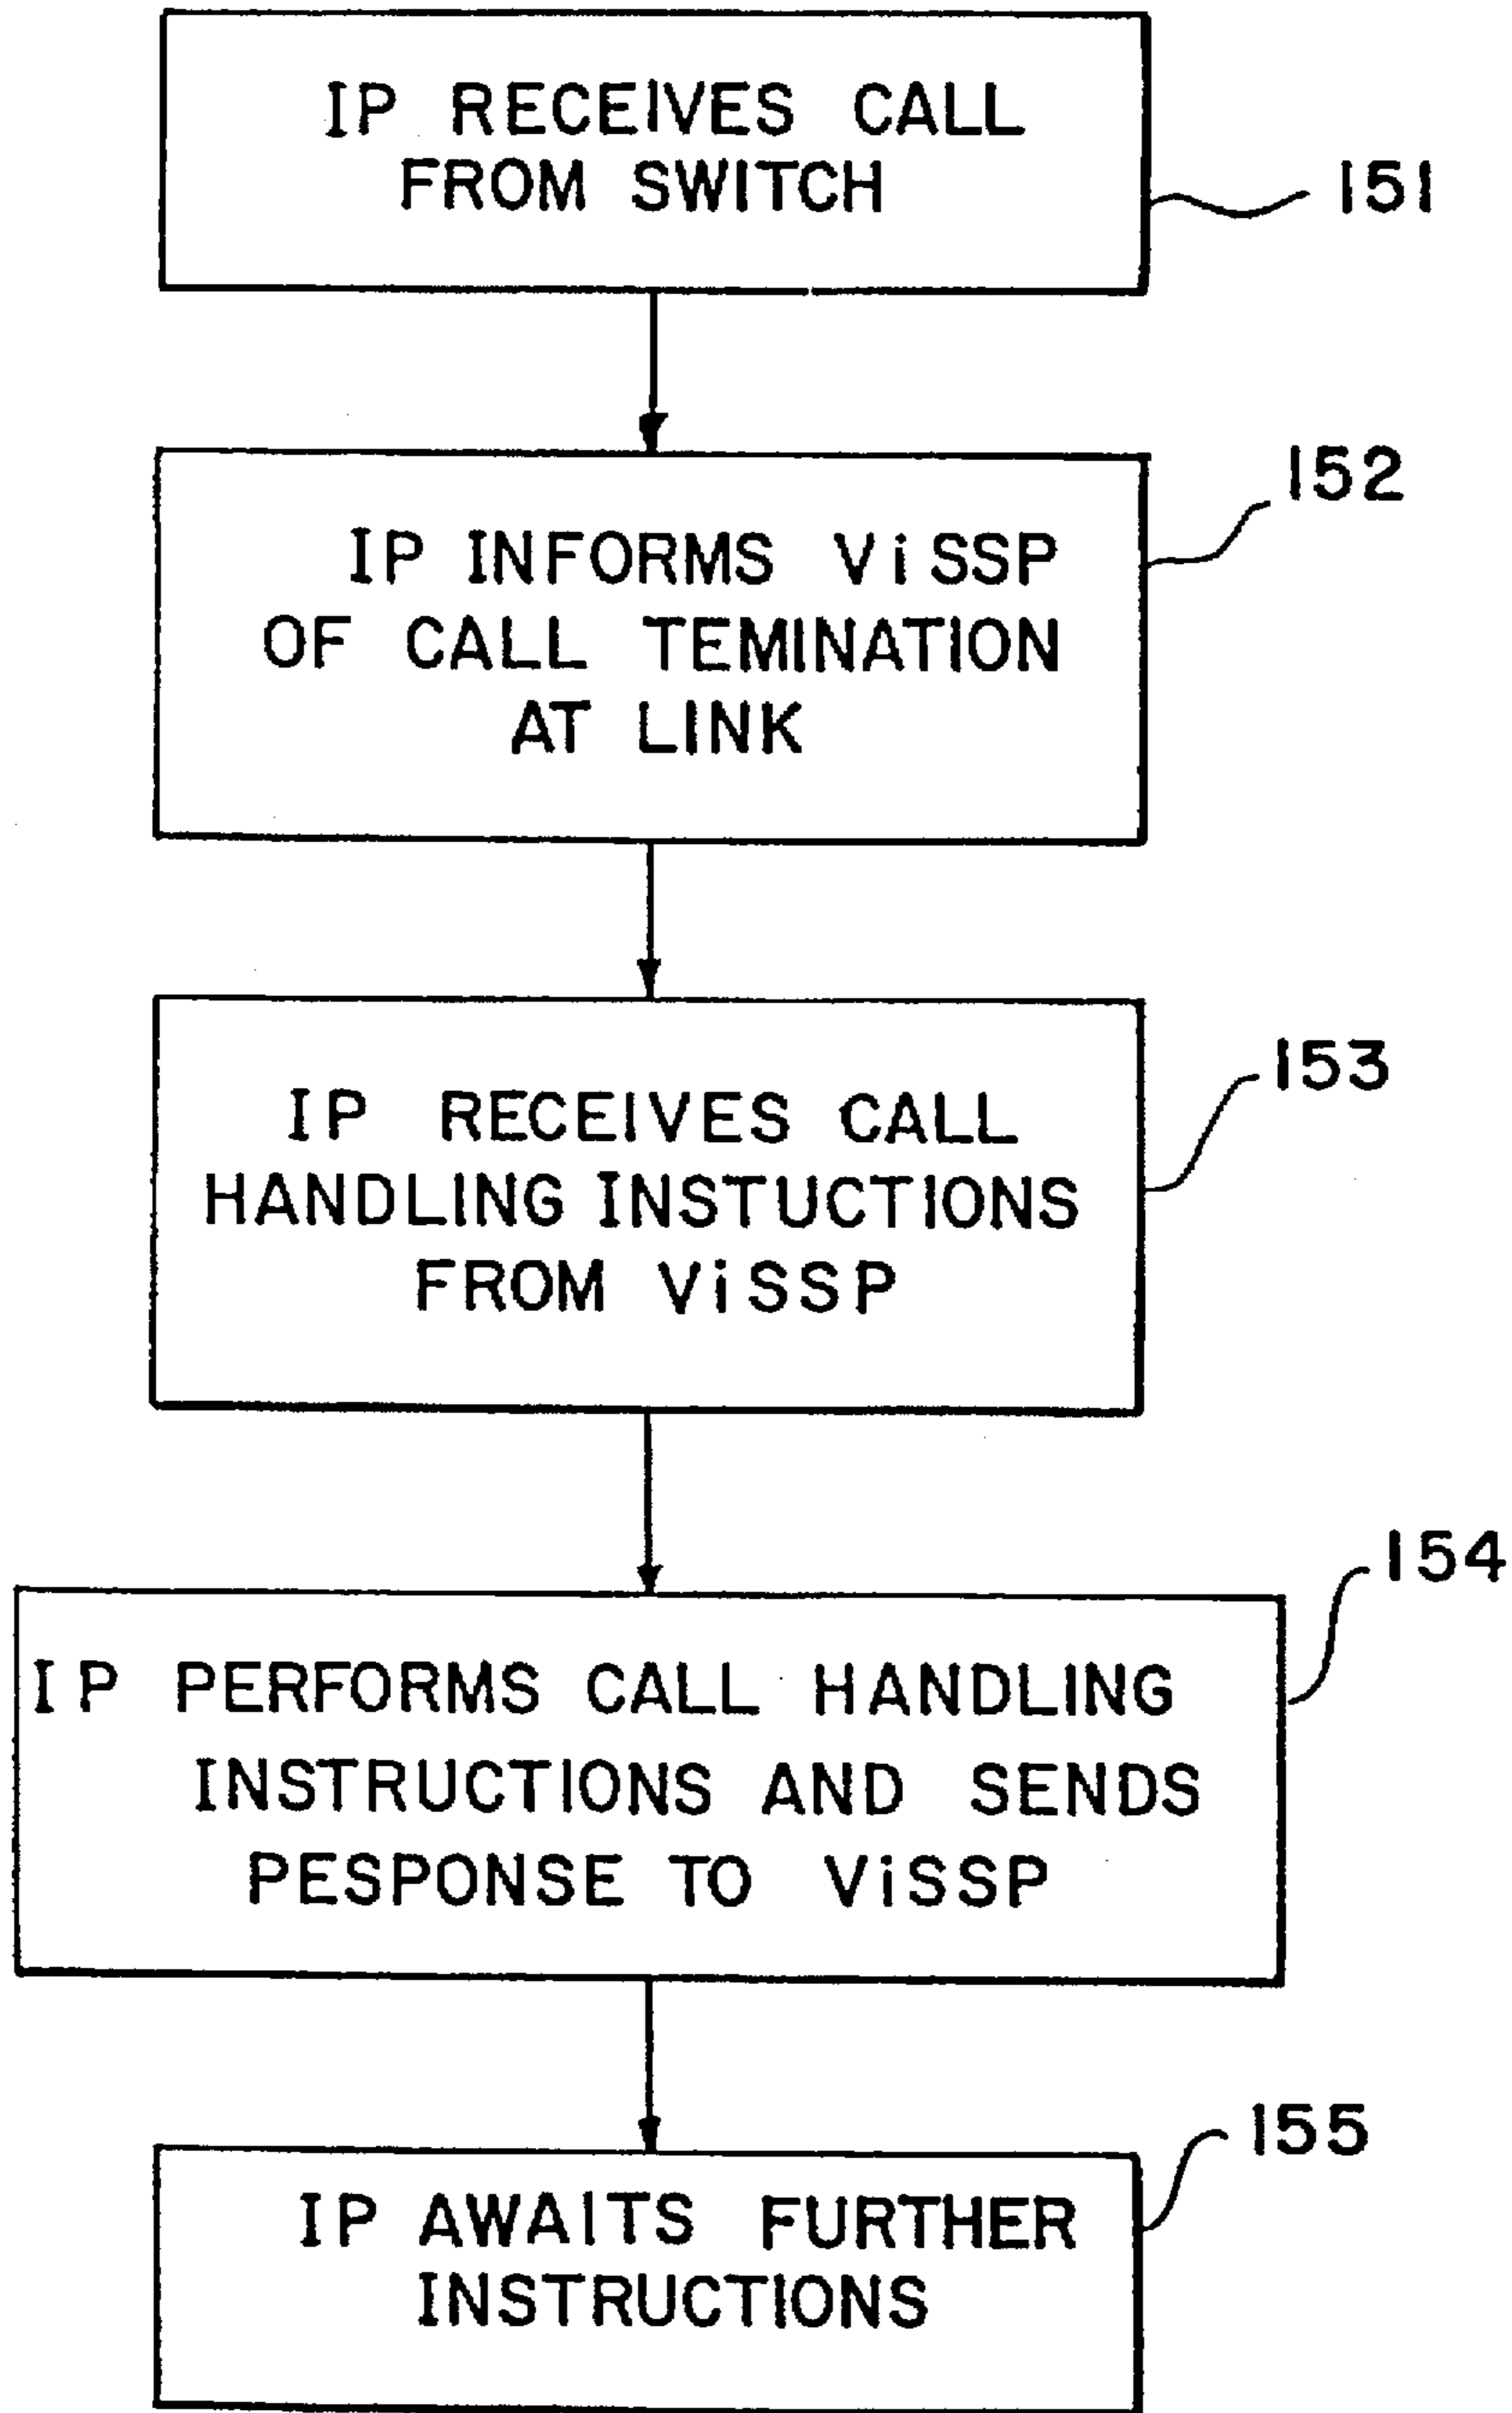 IP RECEIVES CALL
FROM SWITCH
151
IP INFORMS ViSSP
OF CALL TEMINATION
AT LINK
152
IP RECEIVES CALL
HANDLING INSTUCTIONS
FROM ViSSP
153
IP PERFORMS CALL HANDLING
INSTRUCTIONS AND SENDS
PESPONSE TO ViSSP
154
IP AWAITS FURTHER
INSTRUCTIONS
155